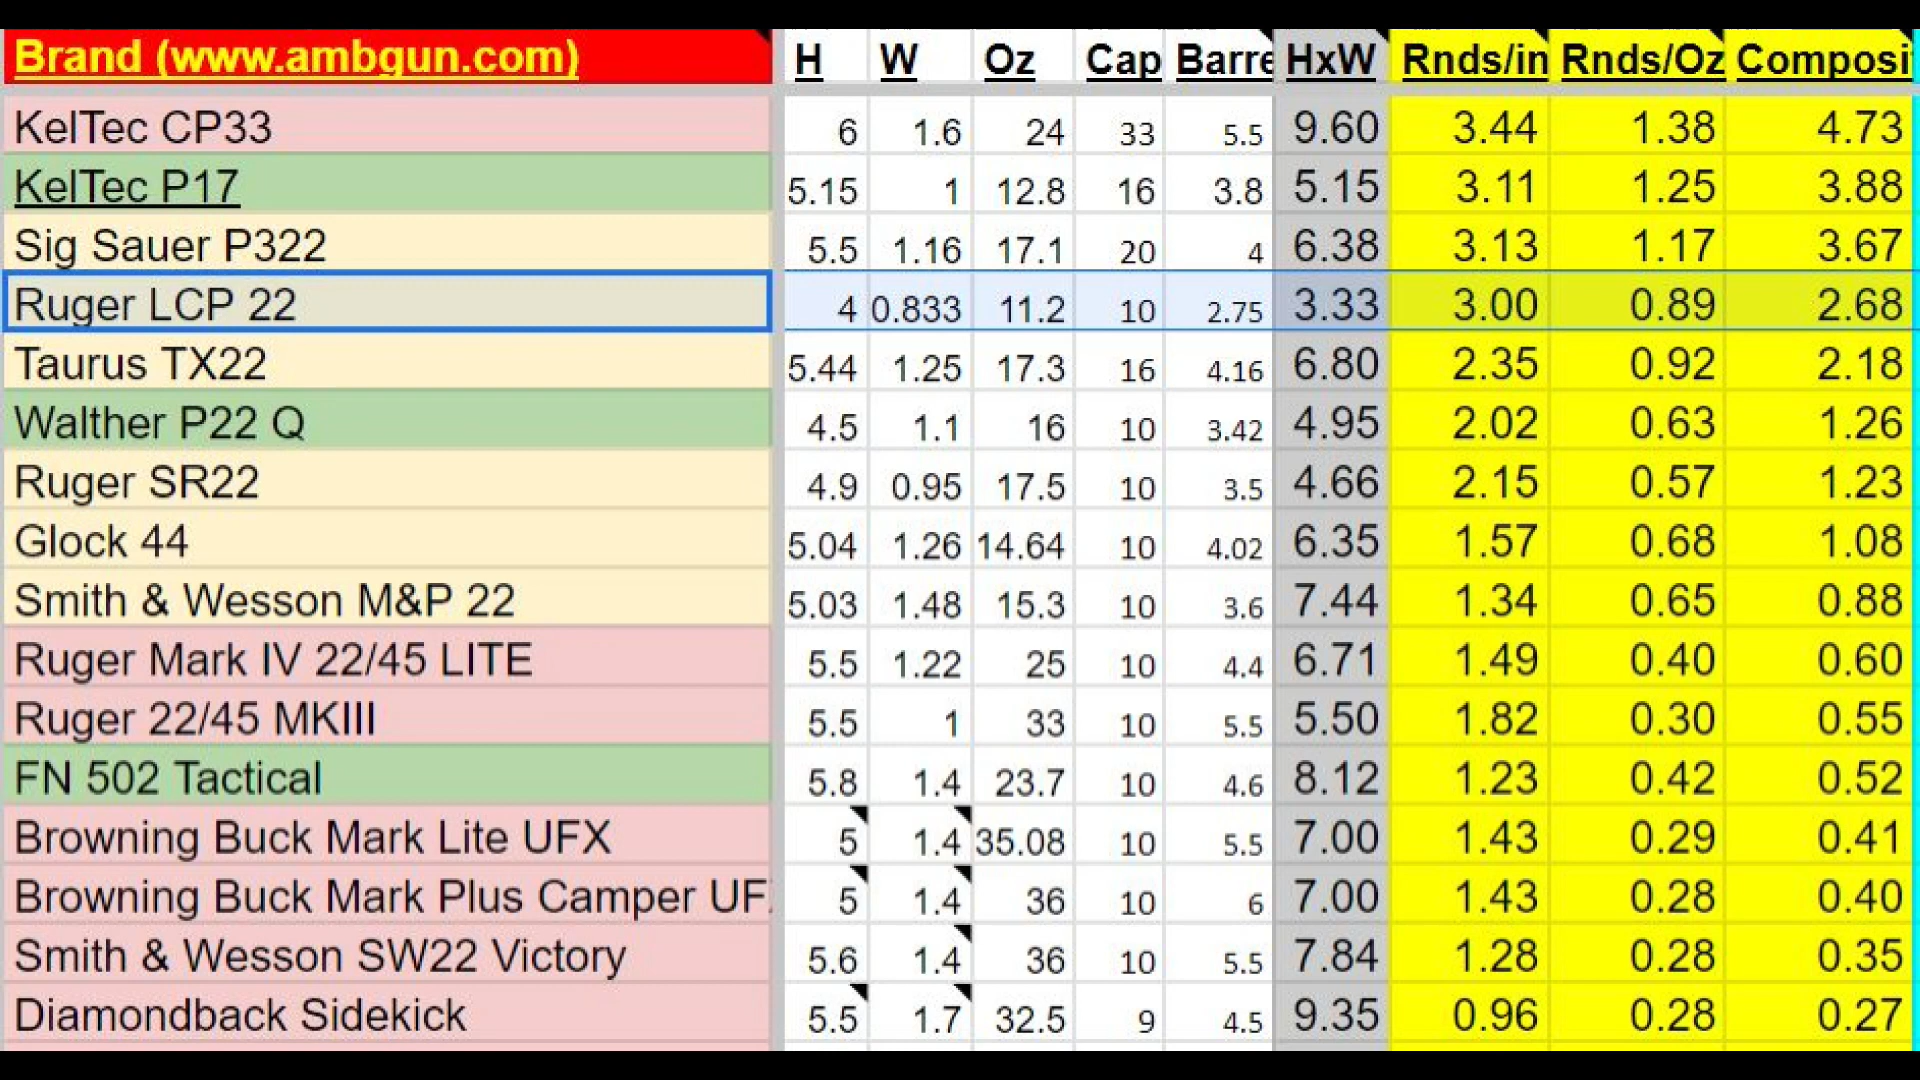 Brand (www.ambgun.com) H W Oz Cap Barre HxW Rnds/in Rnds/Oz Composi
KelTec CP33 6 1.6 24 33 5.5 9.60 3.44 1.38 4.73
KelTec P17 5.15 1 12.8 16 3.8 5.15 3.11 1.25 3.88
Sig Sauer P322 5.5 1.16 17.1 20 4 6.38 3.13 1.17 3.67
Ruger LCP 22 4 0.833 11.2 10 2.75 3.33 3.00 0.89 2.68
Taurus TX22 5.44 1.25 17.3 16 4.16 6.80 2.35 0.92 2.18
Walther P22 Q 4.5 1.1 16 10 3.42 4.95 2.02 0.63 1.26
Ruger SR22 4.9 0.95 17.5 10 3.5 4.66 2.15 0.57 1.23
Glock 44 5.04 1.26 14.64 10 4.02 6.35 1.57 0.68 1.08
Smith & Wesson M&P 22 5.03 1.48 15.3 10 3.6 7.44 1.34 0.65 0.88
Ruger Mark IV 22/45 LITE 5.5 1.22 25 10 4.4 6.71 1.49 0.40 0.60
Ruger 22/45 MKIII 5.5 1 33 10 5.5 5.50 1.82 0.30 0.55
FN 502 Tactical 5.8 1.4 23.7 10 4.6 8.12 1.23 0.42 0.52
Browning Buck Mark Lite UFX 5 1.4 35.08 10 5.5 7.00 1.43 0.29 0.41
Browning Buck Mark Plus Camper UF 5 1.4 36 10 6 7.00 1.43 0.28 0.40
Smith & Wesson SW22 Victory 5.6 1.4 36 10 5.5 7.84 1.28 0.28 0.35
Diamondback Sidekick 5.5 1.7 32.5 9 4.5 9.35 0.96 0.28 0.27